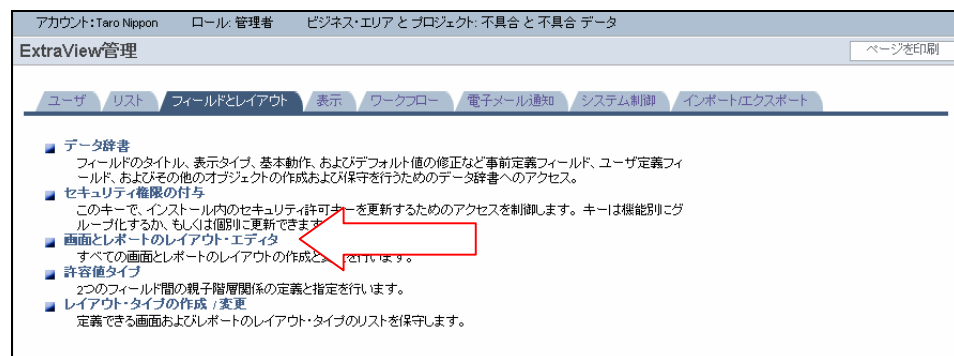 アカウント: Taro Nippon ロール: 管理者 ビジネス・エリア と プロジェクト: 不具合 と 不具合 データ
ExtraView管理 ページを印刷
ユーザ リスト フィールドとレイアウト 表示 ワークフロー 電子メール通知 システム制御 インポート/エクスポート
データ辞書
フィールドのタイトル、表示タイプ、基本動作、およびデフォルト値の修正など事前定義フィールド、ユーザ定義フィ
ールド、およびその他のオブジェクトの作成および保守を行うためのデータ辞書へのアクセス。
セキュリティ権限の付与
このキーで、インストール内のセキュリティ許可キーを更新するためのアクセスを制御します。 キーは機能別にグ
ループ化するか、もしくは個別に更新できます
画面とレポートのレイアウト・エディタ
すべての画面とレポートのレイアウトの作成と を行います。
許容値タイプ
2つのフィールド間の親子階層関係の定義と指定を行います。
レイアウト・タイプの作成 /変更
定義できる画面およびレポートのレイアウト・タイプのリストを保守します。